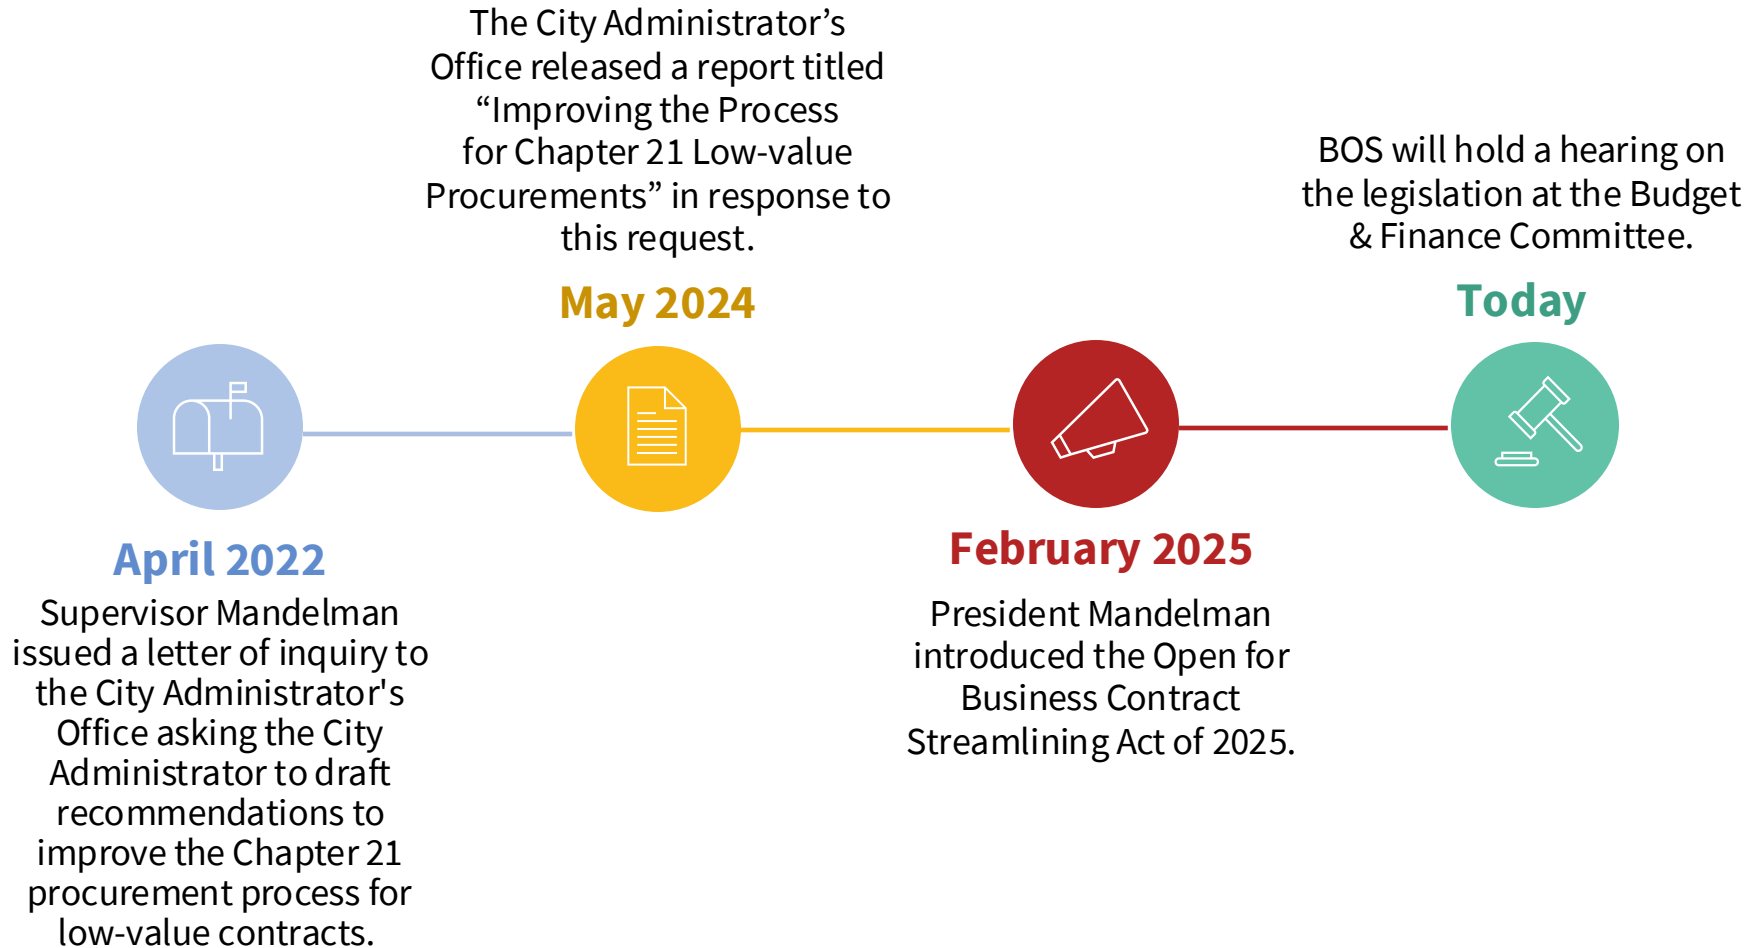 The City Administrator’s
Office released a report titled
“Improving the Process
for Chapter 21 Low-value
Procurements” in response to
this request.
May 2024
BOS will hold a hearing on
the legislation at the Budget
& Finance Committee.
Today
April 2022
Supervisor Mandelman
issued a letter of inquiry to
the City Administrator's
Office asking the City
Administrator to draft
recommendations to
improve the Chapter 21
procurement process for
low-value contracts.
February 2025
President Mandelman
introduced the Open for
Business Contract
Streamlining Act of 2025.